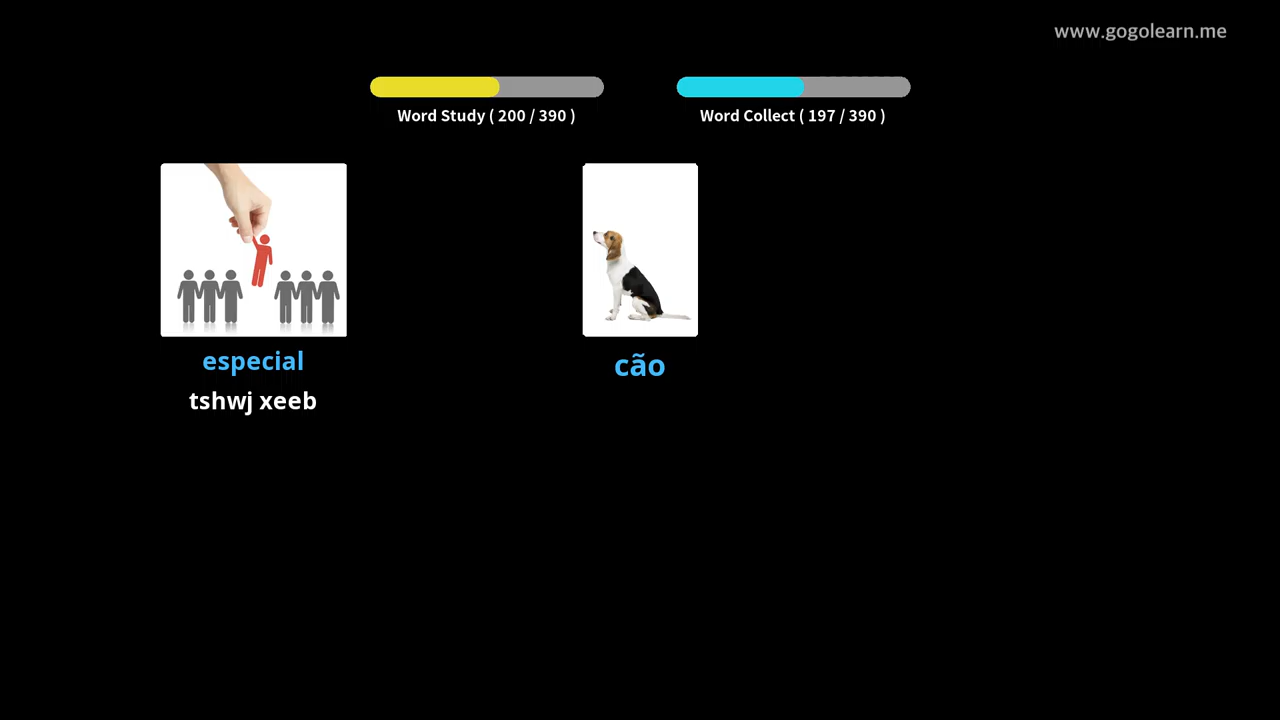 www.gogolearn.me
Word Study ( 200 / 390 )
Word Collect ( 197 / 390 )
especial
tshwj xeeb
cão